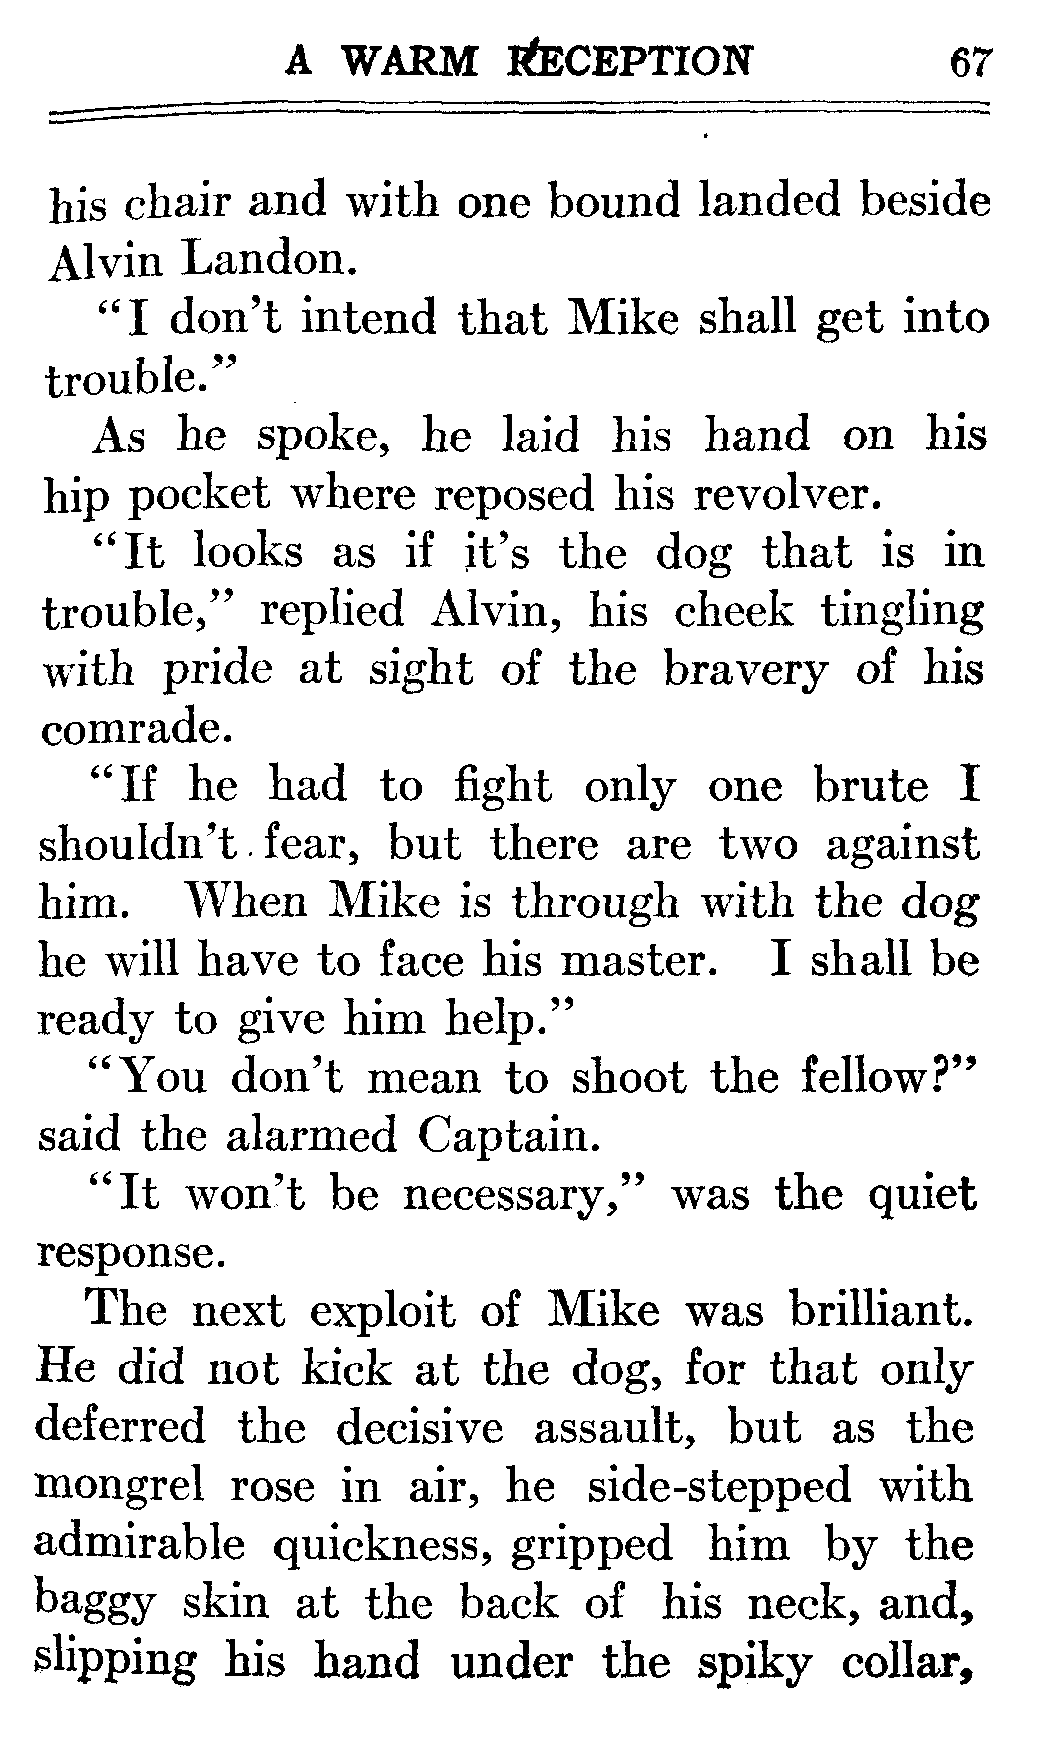 A WARM RECEPTION 67
his chair and with one bound landed beside
Alvin Landon.
“I don’t intend that Mike shall get into
trouble.”
As he spoke, he laid his hand on his
hip pocket where reposed his revolver.
“It looks as if it’s the dog that is in
trouble,” replied Alvin, his cheek tingling
with pride at sight of the bravery of his
comrade.
“If he had to fight only one brute I
shouldn’t fear, but there are two against
him. When Mike is through with the dog
he will have to face his master. I shall be
ready to give him help.”
“You don’t mean to shoot the fellow?”
said the alarmed Captain.
“It won’t be necessary,” was the quiet
response.
The next exploit of Mike was brilliant.
He did not kick at the dog, for that only
deferred the decisive assault, but as the
mongrel rose in air, he side-stepped with
admirable quickness, gripped him by the
baggy skin at the back of his neck, and,
slipping his hand under the spiky collar,